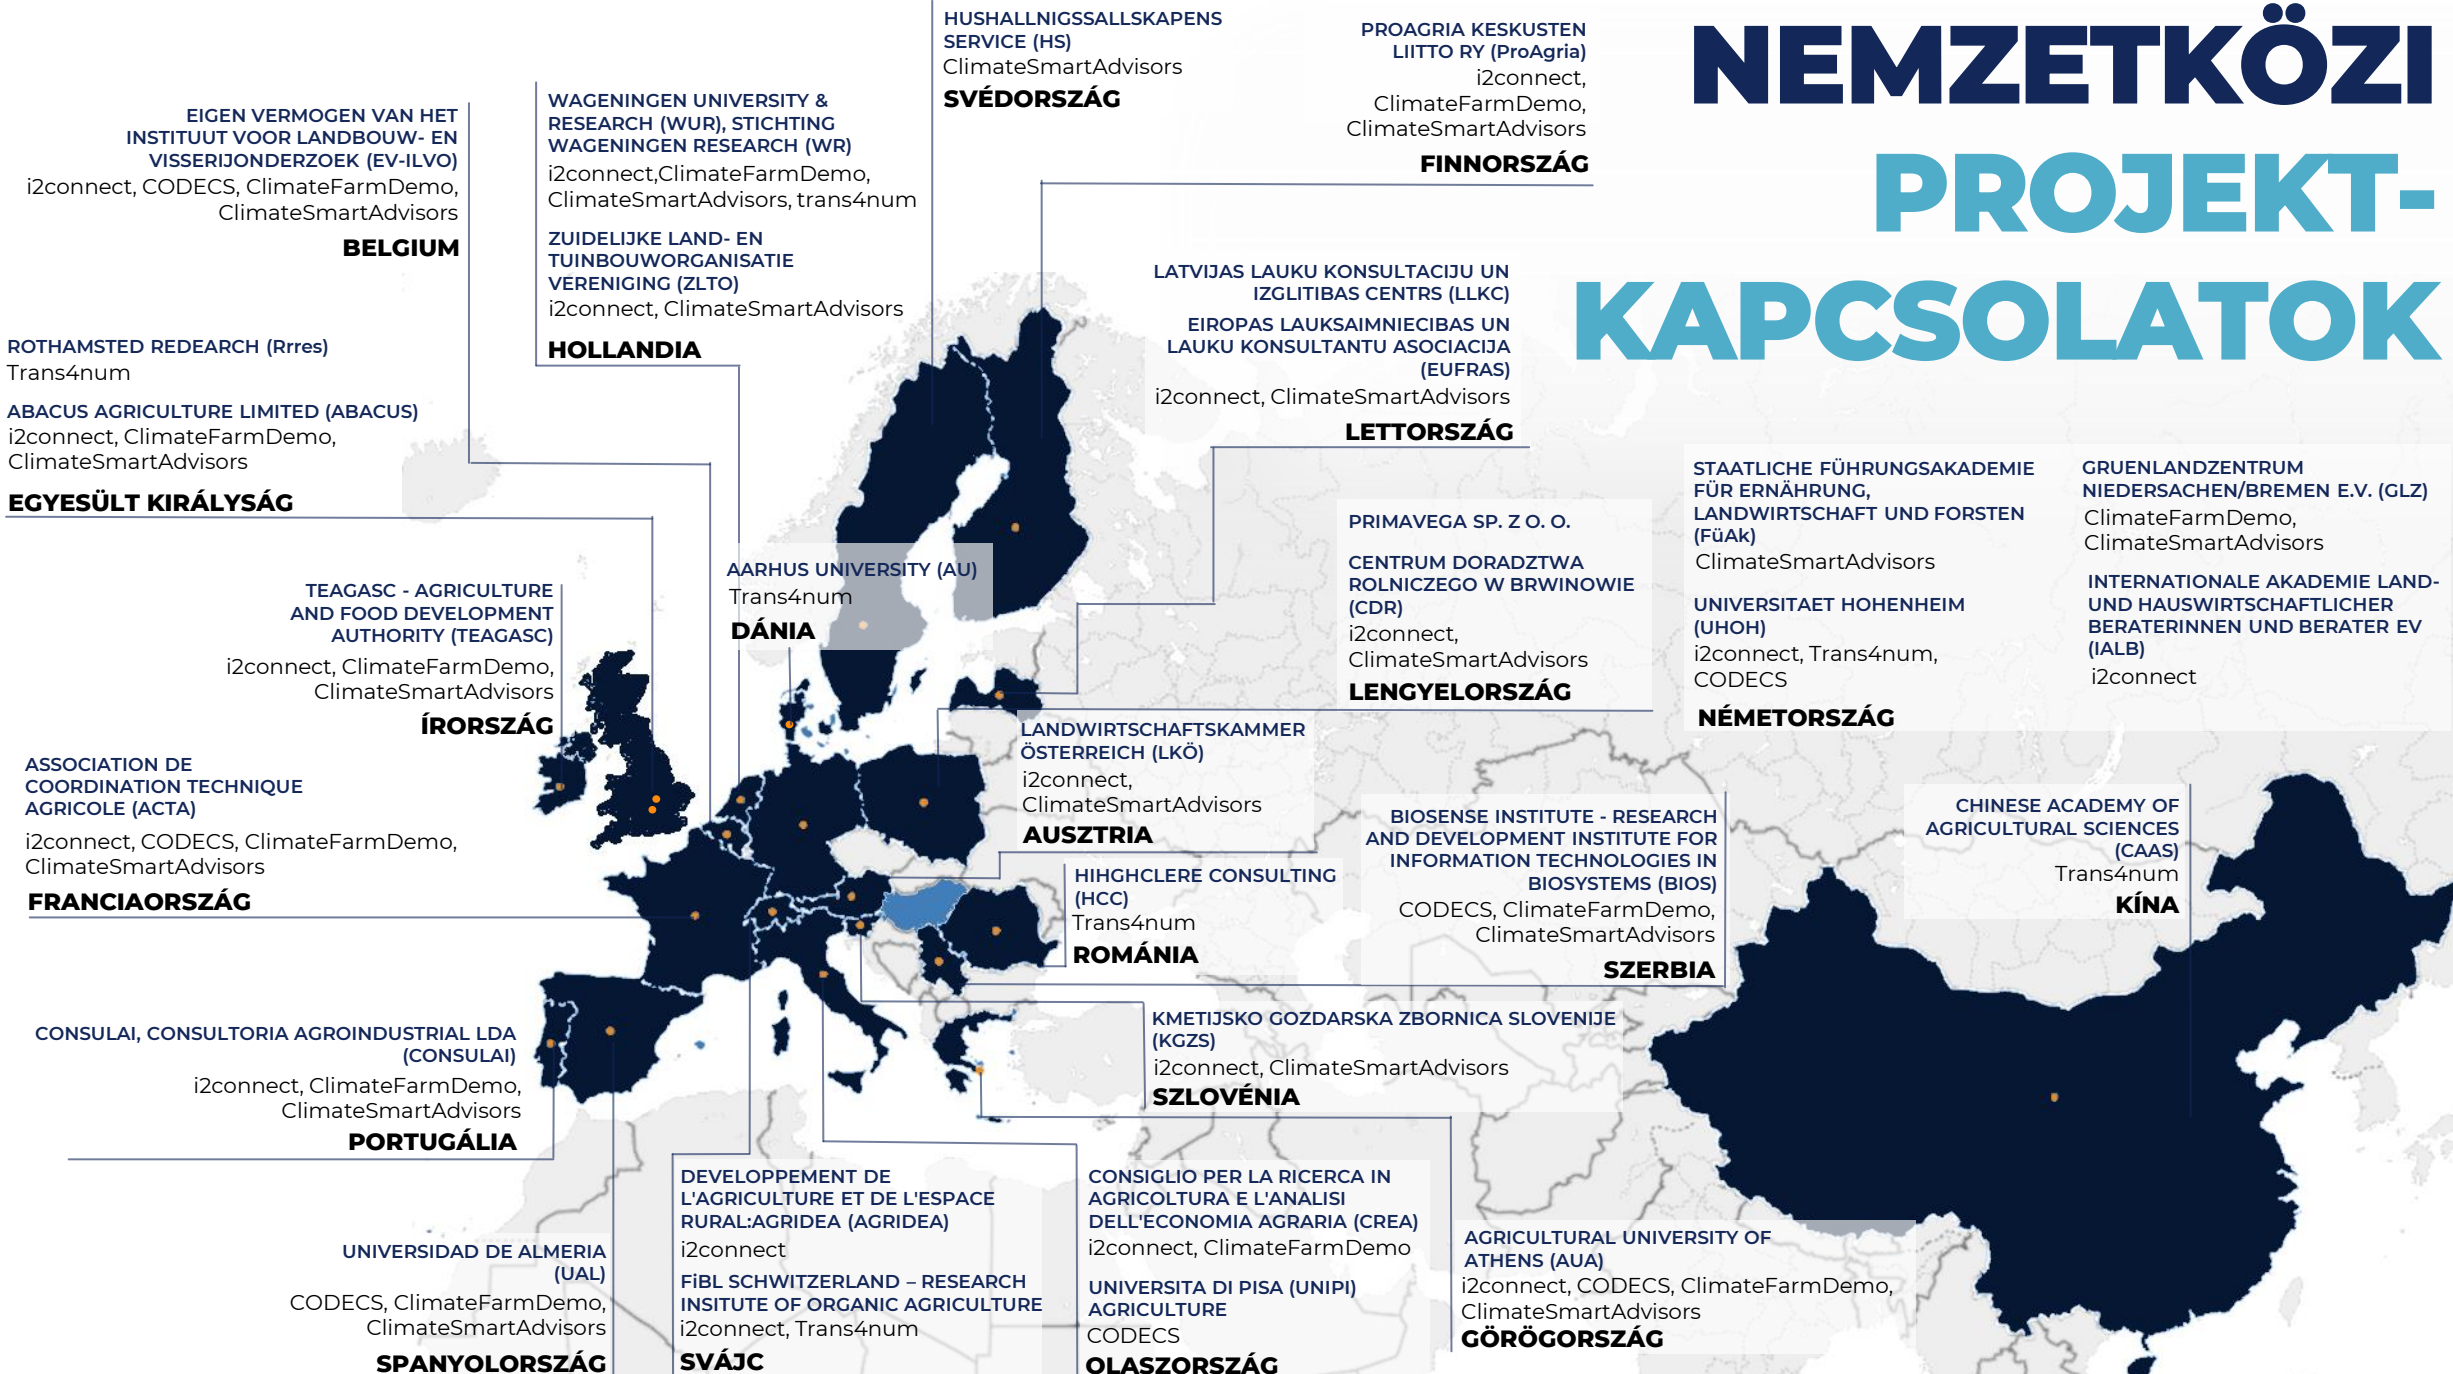 NEMZETKÖZI
PROJEKT-
KAPCSOLATOK
HUSHALLNIGSSALLSKAPENS
SERVICE (HS)
ClimateSmartAdvisors
SVÉDORSZÁG
PROAGRIA KESKUSTEN
LIITTO RY (ProAgria)
i2connect,
ClimateFarmDemo,
ClimateSmartAdvisors
FINNORSZÁG
EIGEN VERMOGEN VAN HET
INSTITUUT VOOR LANDBOUW- EN
VISSERIJONDERZOEK (EV-ILVO)
i2connect, CODECS, ClimateFarmDemo,
ClimateSmartAdvisors
BELGIUM
WAGENINGEN UNIVERSITY &
RESEARCH (WUR), STICHTING
WAGENINGEN RESEARCH (WR)
i2connect,ClimateFarmDemo,
ClimateSmartAdvisors, trans4num
ZUIDELIJKE LAND- EN
TUINBOUWORGANISATIE
VERENIGING (ZLTO)
i2connect, ClimateSmartAdvisors
HOLLANDIA
LATVIJAS LAUKU KONSULTACIJU UN
IZGLITIBAS CENTRS (LLKC)
EIROPAS LAUKSAIMNIECIBAS UN
LAUKU KONSULTANTU ASOCIACIJA
(EUFRAS)
i2connect, ClimateSmartAdvisors
LETTORSZÁG
ROTHAMSTED REDEARCH (Rrres)
Trans4num
ABACUS AGRICULTURE LIMITED (ABACUS)
i2connect, ClimateFarmDemo,
ClimateSmartAdvisors
EGYESÜLT KIRÁLYSÁG
PRIMAVEGA SP. Z O. O.
CENTRUM DORADZTWA
ROLNICZEGO W BRWINOWIE
(CDR)
i2connect,
ClimateSmartAdvisors
LENGYELORSZÁG
STAATLICHE FÜHRUNGSAKADEMIE
FÜR ERNÄHRUNG,
LANDWIRTSCHAFT UND FORSTEN
(FüAk)
ClimateSmartAdvisors
UNIVERSITAET HOHENHEIM
(UHOH)
i2connect, Trans4num,
CODECS
NÉMETORSZÁG
GRUENLANDZENTRUM
NIEDERSACHEN/BREMEN E.V. (GLZ)
ClimateFarmDemo,
ClimateSmartAdvisors
INTERNATIONALE AKADEMIE LAND-
UND HAUSWIRTSCHAFTLICHER
BERATERINNEN UND BERATER EV
(IALB)
i2connect
AARHUS UNIVERSITY (AU)
Trans4num
DÁNIA
TEAGASC - AGRICULTURE
AND FOOD DEVELOPMENT
AUTHORITY (TEAGASC)
i2connect, ClimateFarmDemo,
ClimateSmartAdvisors
ÍRORSZÁG
LANDWIRTSCHAFTSKAMMER
ÖSTERREICH (LKÖ)
i2connect,
ClimateSmartAdvisors
AUSZTRIA
ASSOCIATION DE
COORDINATION TECHNIQUE
AGRICOLE (ACTA)
i2connect, CODECS, ClimateFarmDemo,
ClimateSmartAdvisors
FRANCIAORSZÁG
HIHGHCLERE CONSULTING
(HCC)
Trans4num
ROMÁNIA
BIOSENSE INSTITUTE - RESEARCH
AND DEVELOPMENT INSTITUTE FOR
INFORMATION TECHNOLOGIES IN
BIOSYSTEMS (BIOS)
CODECS, ClimateFarmDemo,
ClimateSmartAdvisors
SZERBIA
CHINESE ACADEMY OF
AGRICULTURAL SCIENCES
(CAAS)
Trans4num
KÍNA
CONSULAI, CONSULTORIA AGROINDUSTRIAL LDA
(CONSULAI)
i2connect, ClimateFarmDemo,
ClimateSmartAdvisors
PORTUGÁLIA
KMETIJSKO GOZDARSKA ZBORNICA SLOVENIJE
(KGZS)
i2connect, ClimateSmartAdvisors
SZLOVÉNIA
UNIVERSIDAD DE ALMERIA
(UAL)
CODECS, ClimateFarmDemo,
ClimateSmartAdvisors
SPANYOLORSZÁG
DEVELOPPEMENT DE
L'AGRICULTURE ET DE L'ESPACE
RURAL:AGRIDEA (AGRIDEA)
i2connect
FiBL SCHWITZERLAND – RESEARCH
INSITUTE OF ORGANIC AGRICULTURE
i2connect, Trans4num
SVÁJC
CONSIGLIO PER LA RICERCA IN
AGRICOLTURA E L'ANALISI
DELL'ECONOMIA AGRARIA (CREA)
i2connect, ClimateFarmDemo
UNIVERSITA DI PISA (UNIPI)
AGRICULTURE
CODECS
OLASZORSZÁG
AGRICULTURAL UNIVERSITY OF
ATHENS (AUA)
i2connect, CODECS, ClimateFarmDemo,
ClimateSmartAdvisors
GÖRÖGORSZÁG